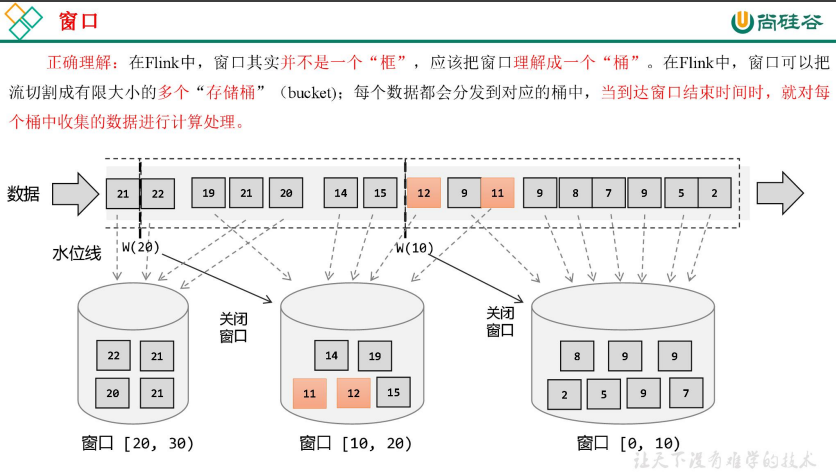 窗口
尚硅谷
正确理解：在Flink中，窗口其实并不是一个“框”，应该把窗口理解成一个“桶”。在Flink中，窗口可以把
流切割成有限大小的多个“存储桶”（bucket)；每个数据都会分发到对应的桶中，当到达窗口结束时间时，就对每
个桶中收集的数据进行计算处理。
数据 21 22 19 21 20 14 15 12 9 11 9 8 7 9 5 2
水位线 W(20) W(10)
关闭
窗口
关闭
窗口
22 21 14 19 8 9 9
20 21 11 12 15 2 5 9 7
窗口 [20, 30) 窗口 [10, 20) 窗口 [0, 10)
让天下没有难学的技术